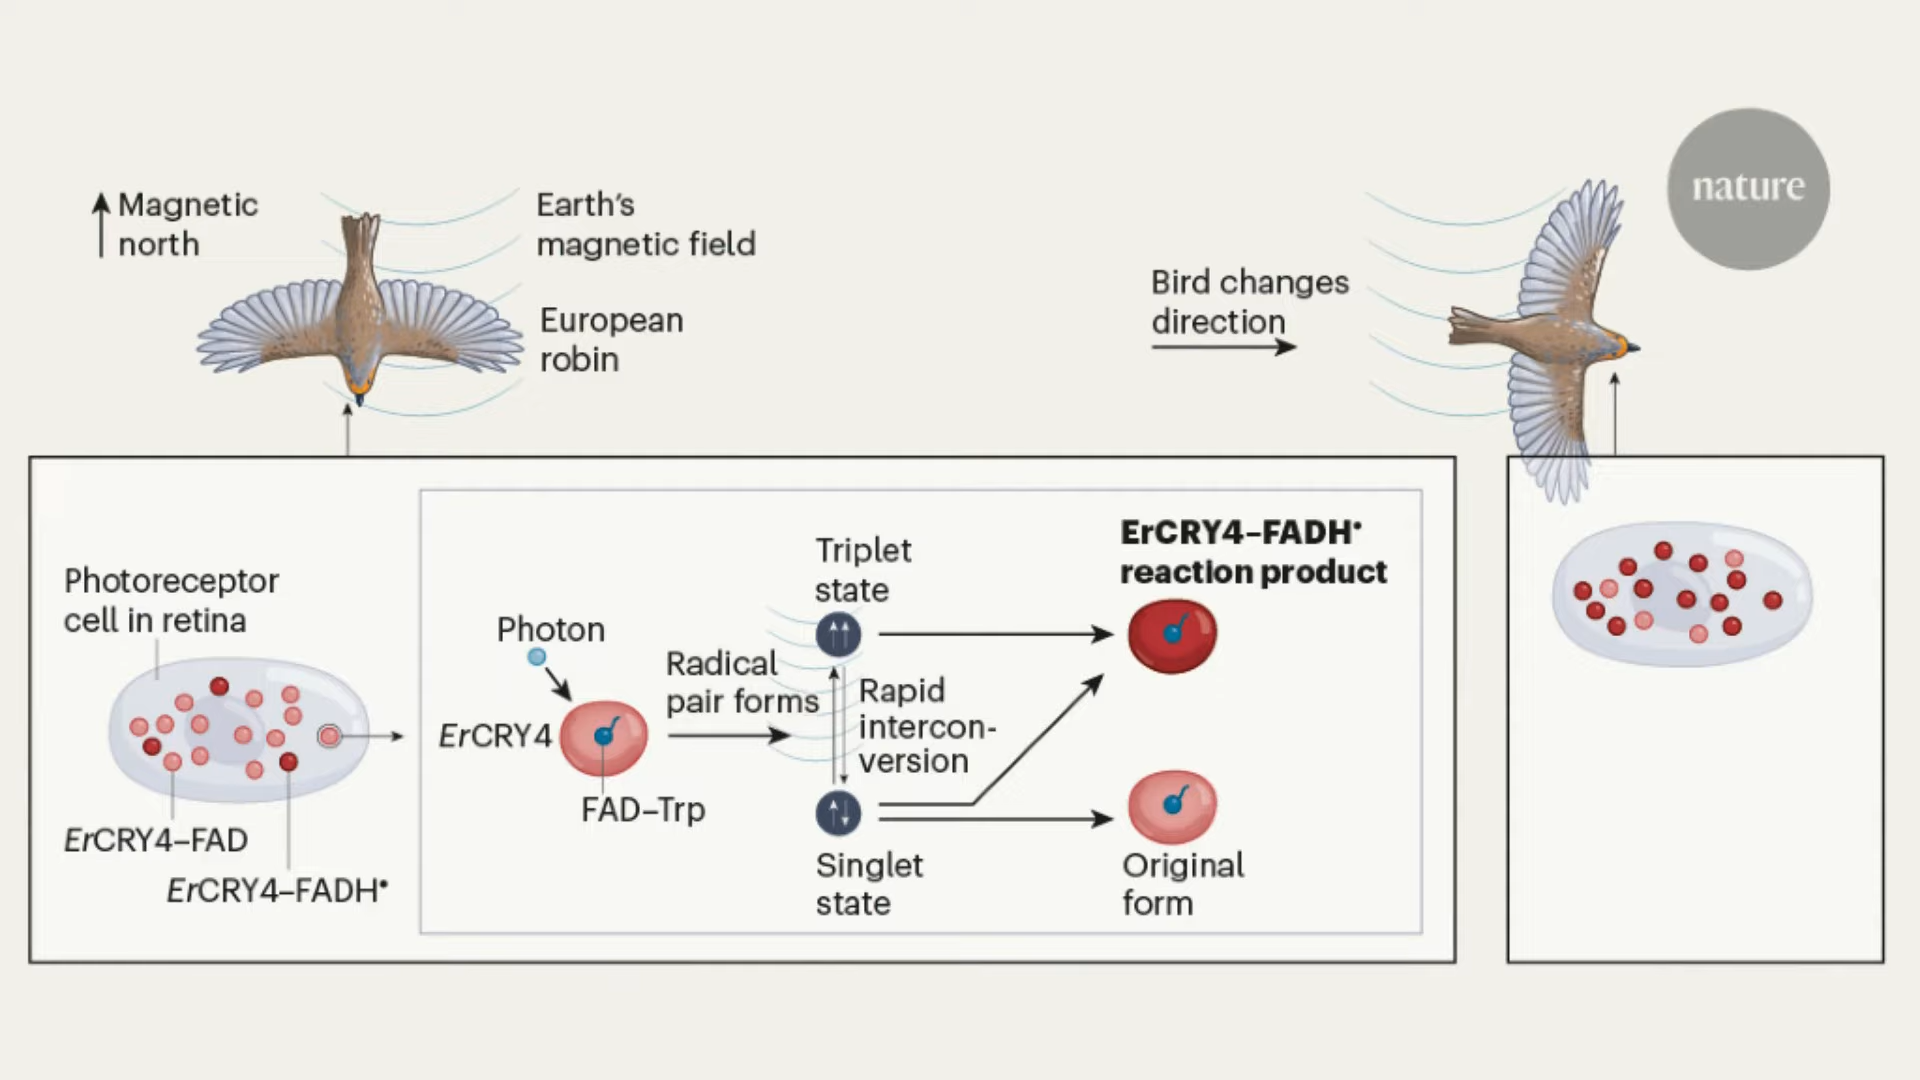 Magnetic
north
Earth's
magnetic field
European
robin
Bird changes
direction
nature
Photoreceptor
cell in retina
ErCRY4–FAD
ErCRY4–FADH•
Photon
ErCRY4
FAD–Trp
Radical
pair forms
Triplet
state
Rapid
intercon-
version
Singlet
state
ErCRY4–FADH•
reaction product
Original
form